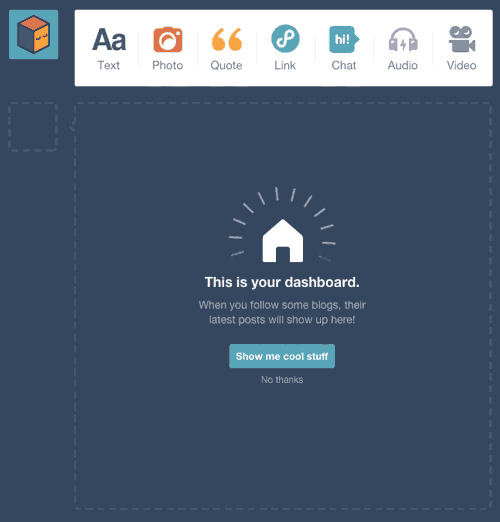 Aa
hi!
Text Photo Quote Link Chat Audio Video
This is your dashboard.
When you follow some blogs, their
latest posts will show up here!
Show me cool stuff
No thanks